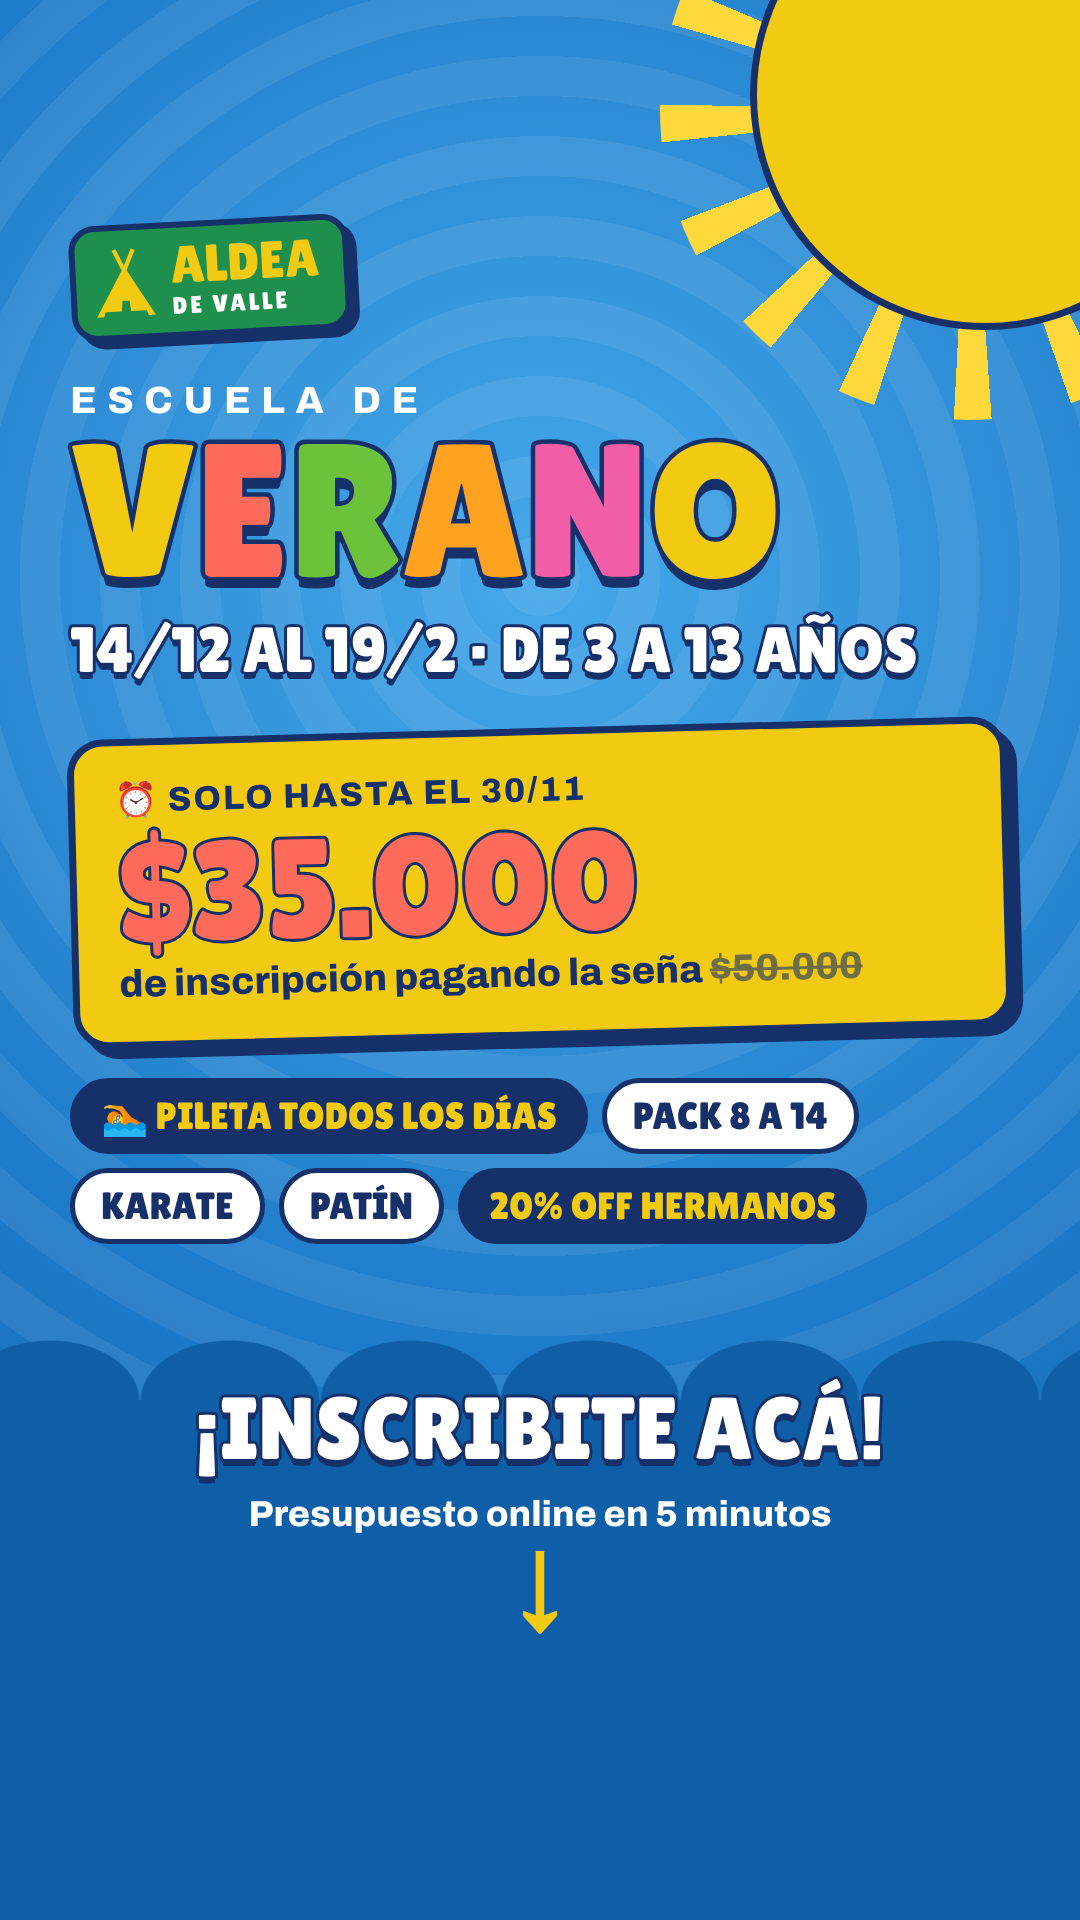 ALDEA
DE VALLE
ESCUELA DE
VERANO
14/12 AL 19/2 · DE 3 A 13 AÑOS
⏰ SOLO HASTA EL 30/11
$35.000
de inscripción pagando la seña $50.000
🏊 PILETA TODOS LOS DÍAS
PACK 8 A 14
KARATE
PATÍN
20% OFF HERMANOS
¡INSCRIBITE ACÁ!
Presupuesto online en 5 minutos
↓